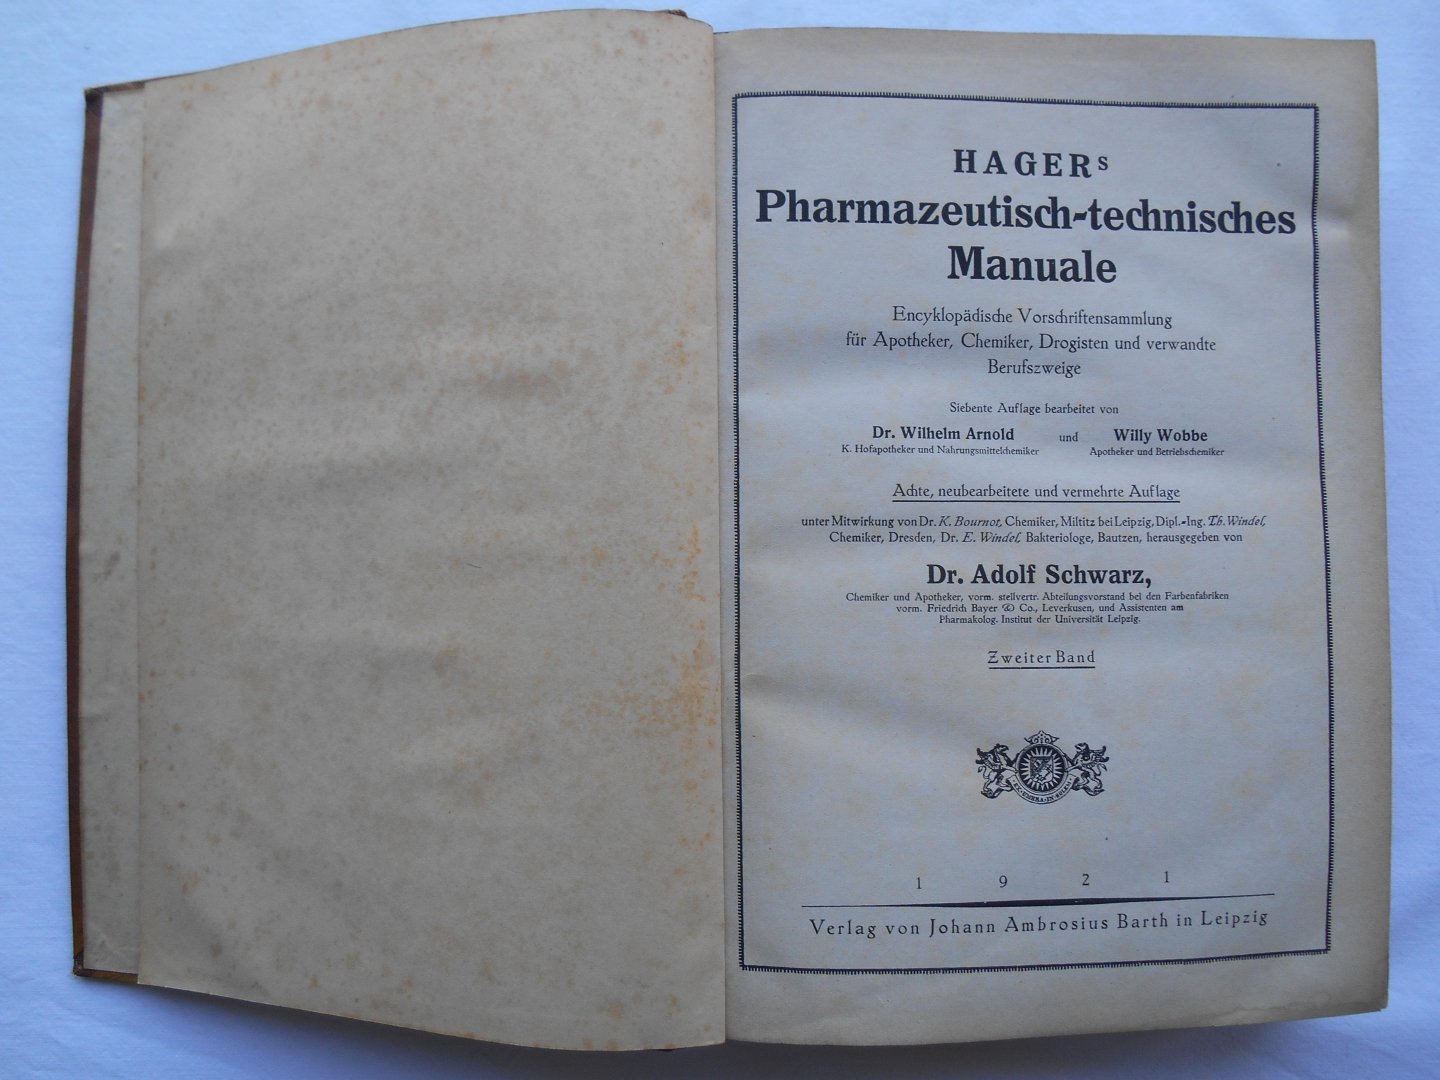 HAGERs
Pharmazeutisch-technisches
Manuale
Encyklopädische Vorschriftensammlung
für Apotheker, Chemiker, Drogisten und verwandte
Berufszweige
Siebente Auflage bearbeitet von
Dr. Wilhelm Arnold und Willy Wobbe
K. Hofapotheker und Nahrungsmittelchemiker Apotheker und Betriebschemiker
Achte, neubearbeitete und vermehrte Auflage
unter Mitwirkung von Dr. K. Bournot, Chemiker, Miltitz bei Leipzig, Dipl.-Ing. Th. Windel,
Chemiker, Dresden, Dr. E. Windel, Bakteriologe, Bautzen, herausgegeben von
Dr. Adolf Schwarz,
Chemiker und Apotheker, vorm. stellvertr. Abteilungsvorstand bei den Farbenfabriken
vorm. Friedrich Bayer & Co., Leverkusen, und Assistenten am
Pharmakolog. Institut der Universität Leipzig.
Zweiter Band
1 9 2 1
Verlag von Johann Ambrosius Barth in Leipzig